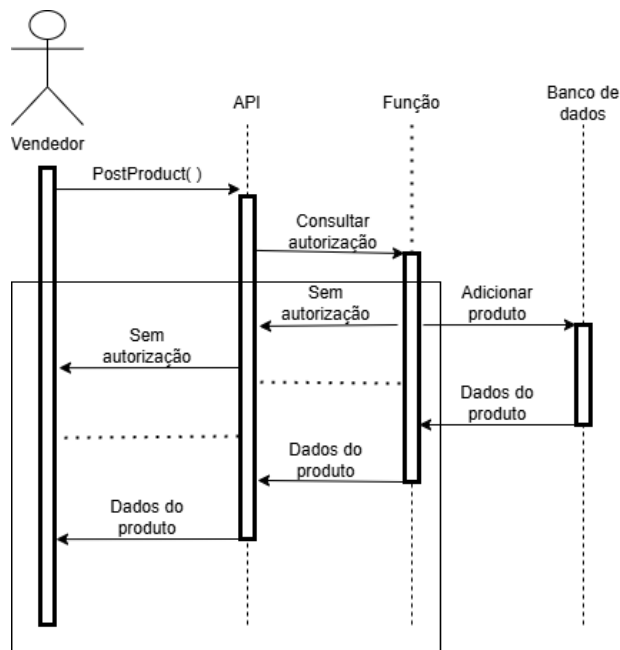 API
Função
Banco de
dados
Vendedor
PostProduct( )
Consultar
autorização
Sem
autorização
Adicionar
produto
Sem
autorização
Dados do
produto
Dados do
produto
Dados do
produto